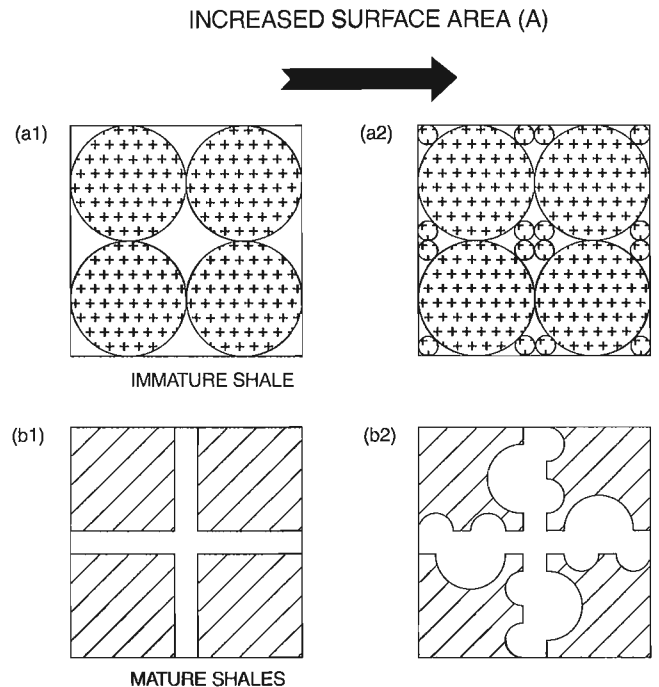 INCREASED SURFACE AREA (A)
(a1)
(a2)
IMMATURE SHALE
(b1)
(b2)
MATURE SHALES